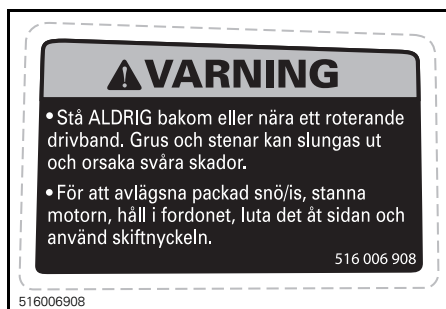 VARNING
• Stå ALDRIG bakom eller nära ett roterande
drivband. Grus och stenar kan slungas ut
och orsaka svåra skador.
• För att avlägsna packad snö/is, stanna
motorn, håll i fordonet, luta det åt sidan och
använd skiftnyckeln.
516 006 908
516006908